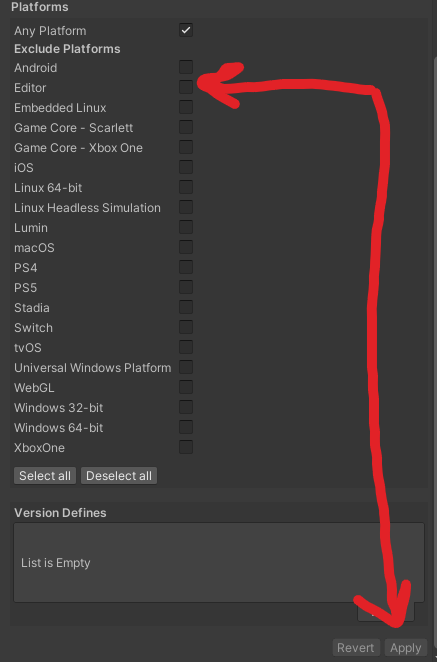 Platforms
Any Platform
Exclude Platforms
Android
Editor
Embedded Linux
Game Core - Scarlett
Game Core - Xbox One
iOS
Linux 64-bit
Linux Headless Simulation
Lumin
macOS
PS4
PS5
Stadia
Switch
tvOS
Universal Windows Platform
WebGL
Windows 32-bit
Windows 64-bit
XboxOne
Select all Deselect all
Version Defines
List is Empty
Revert Apply